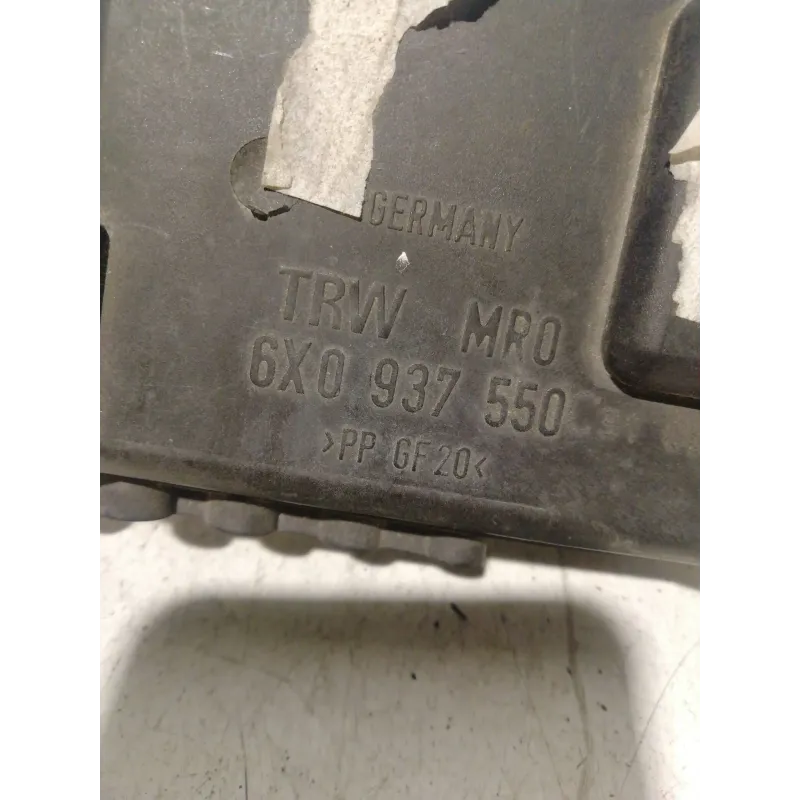 GERMANY
TRW MRO
6X0 937 550
>PP GF20<